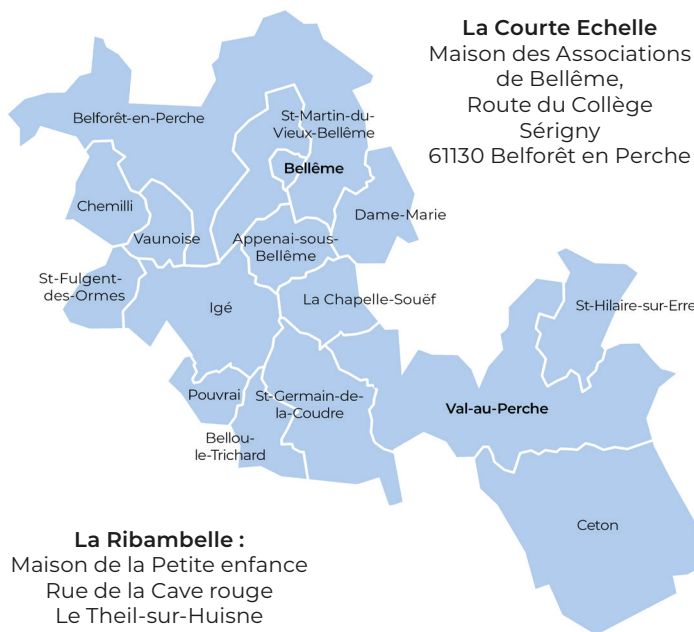 La Courte Echelle
Maison des Associations
de Bellême,
Route du Collège
Sérigny
61130 Belforêt en Perche
Belforêt-en-Perche
St-Martin-du-
Vieux-Bellême
Bellême
Chemilli
Dame-Marie
Vaunoise
Appenai-sous-
Bellême
St-Fulgent-
des-Ormes
Igé
La Chapelle-Souëf
St-Hilaire-sur-Erre
Pouvrai
St-Germain-de-
la-Coudre
Val-au-Perche
Bellou-
le-Trichard
Ceton
La Ribambelle :
Maison de la Petite enfance
Rue de la Cave rouge
Le Theil-sur-Huisne